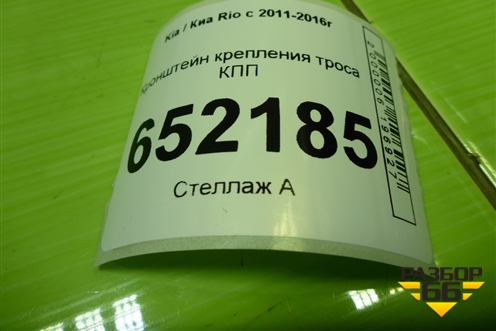 Kia / Киа Rio с 2011-2016г
Кронштейн крепления троса
КПП
652185
Стеллаж А
РАЗБОР
66